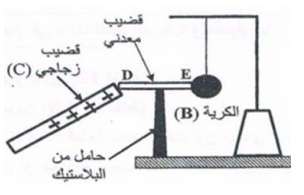 قضيب
زجاجي (C)
قضيب
معدني
D
E
الكرية (B)
حامل من
البلاستيك